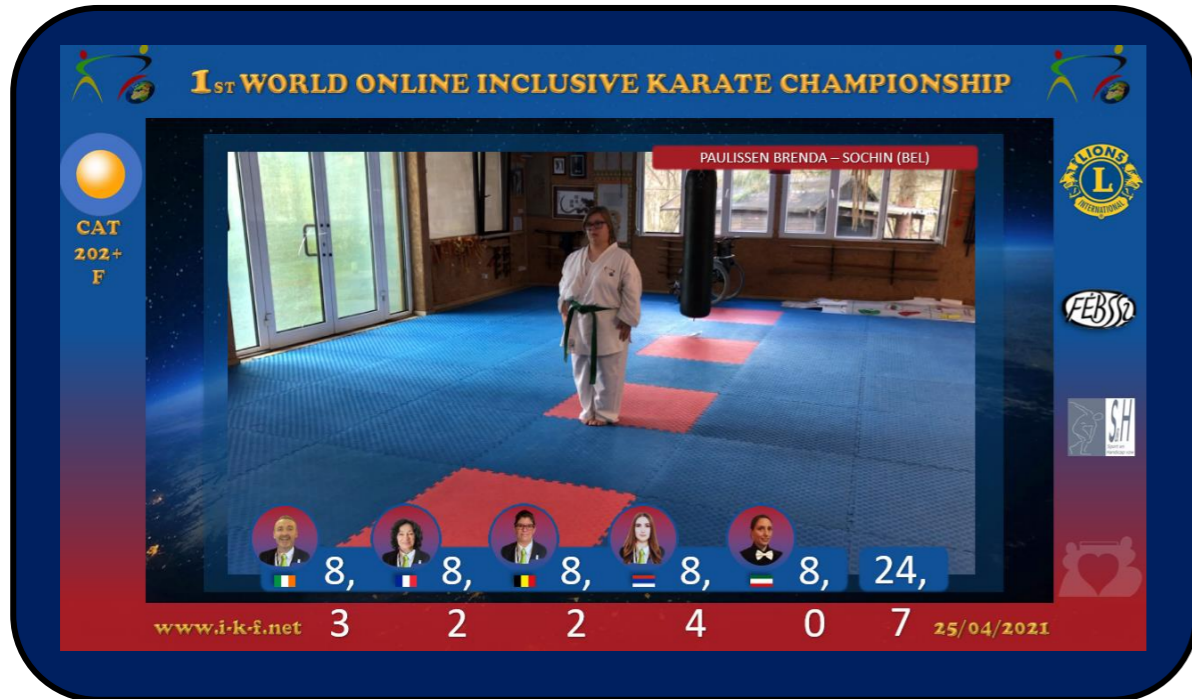 1ST WORLD ONLINE INCLUSIVE KARATE CHAMPIONSHIP
PAULISSEN BRENDA – SOCHIN (BEL)
CAT
202+
F
LIONS
L
INTERNATIONAL
S&H
8, 8, 8, 8, 8, 24,
3 2 2 4 0 7
www.i-k-f.net
25/04/2021